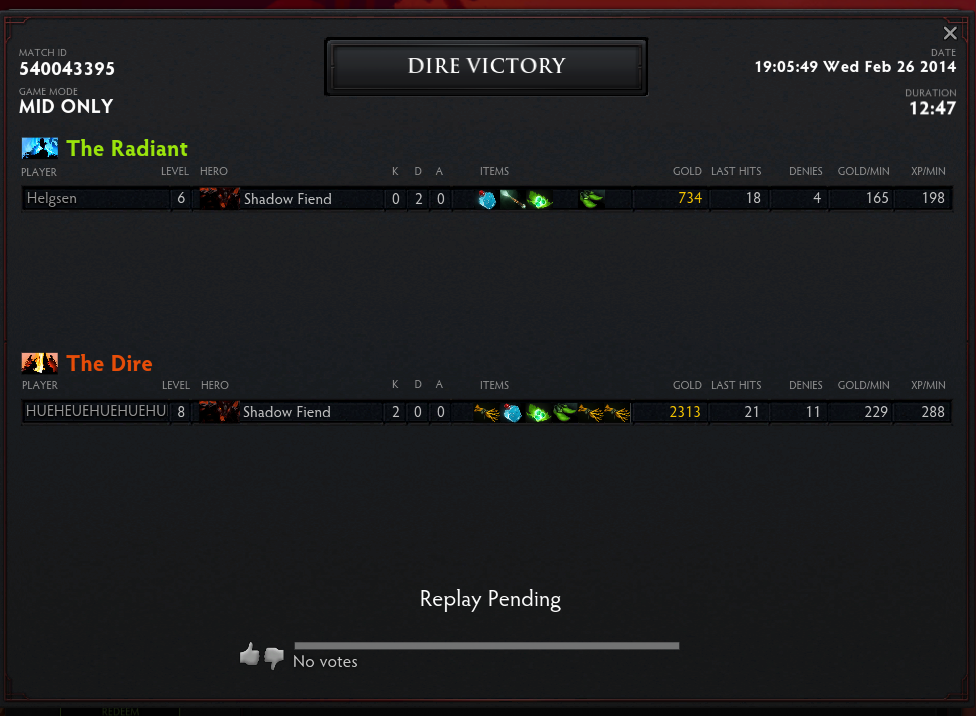 MATCH ID
540043395
GAME MODE
MID ONLY
DIRE VICTORY
DATE
19:05:49 Wed Feb 26 2014
DURATION
12:47
The Radiant
PLAYER LEVEL HERO K D A ITEMS GOLD LAST HITS DENIES GOLD/MIN XP/MIN
Helgsen 6 Shadow Fiend 0 2 0 734 18 4 165 198
The Dire
PLAYER LEVEL HERO K D A ITEMS GOLD LAST HITS DENIES GOLD/MIN XP/MIN
HUEHEUEHUEHUEHU 8 Shadow Fiend 2 0 0 2313 21 11 229 288
Replay Pending
No votes
REDEEM